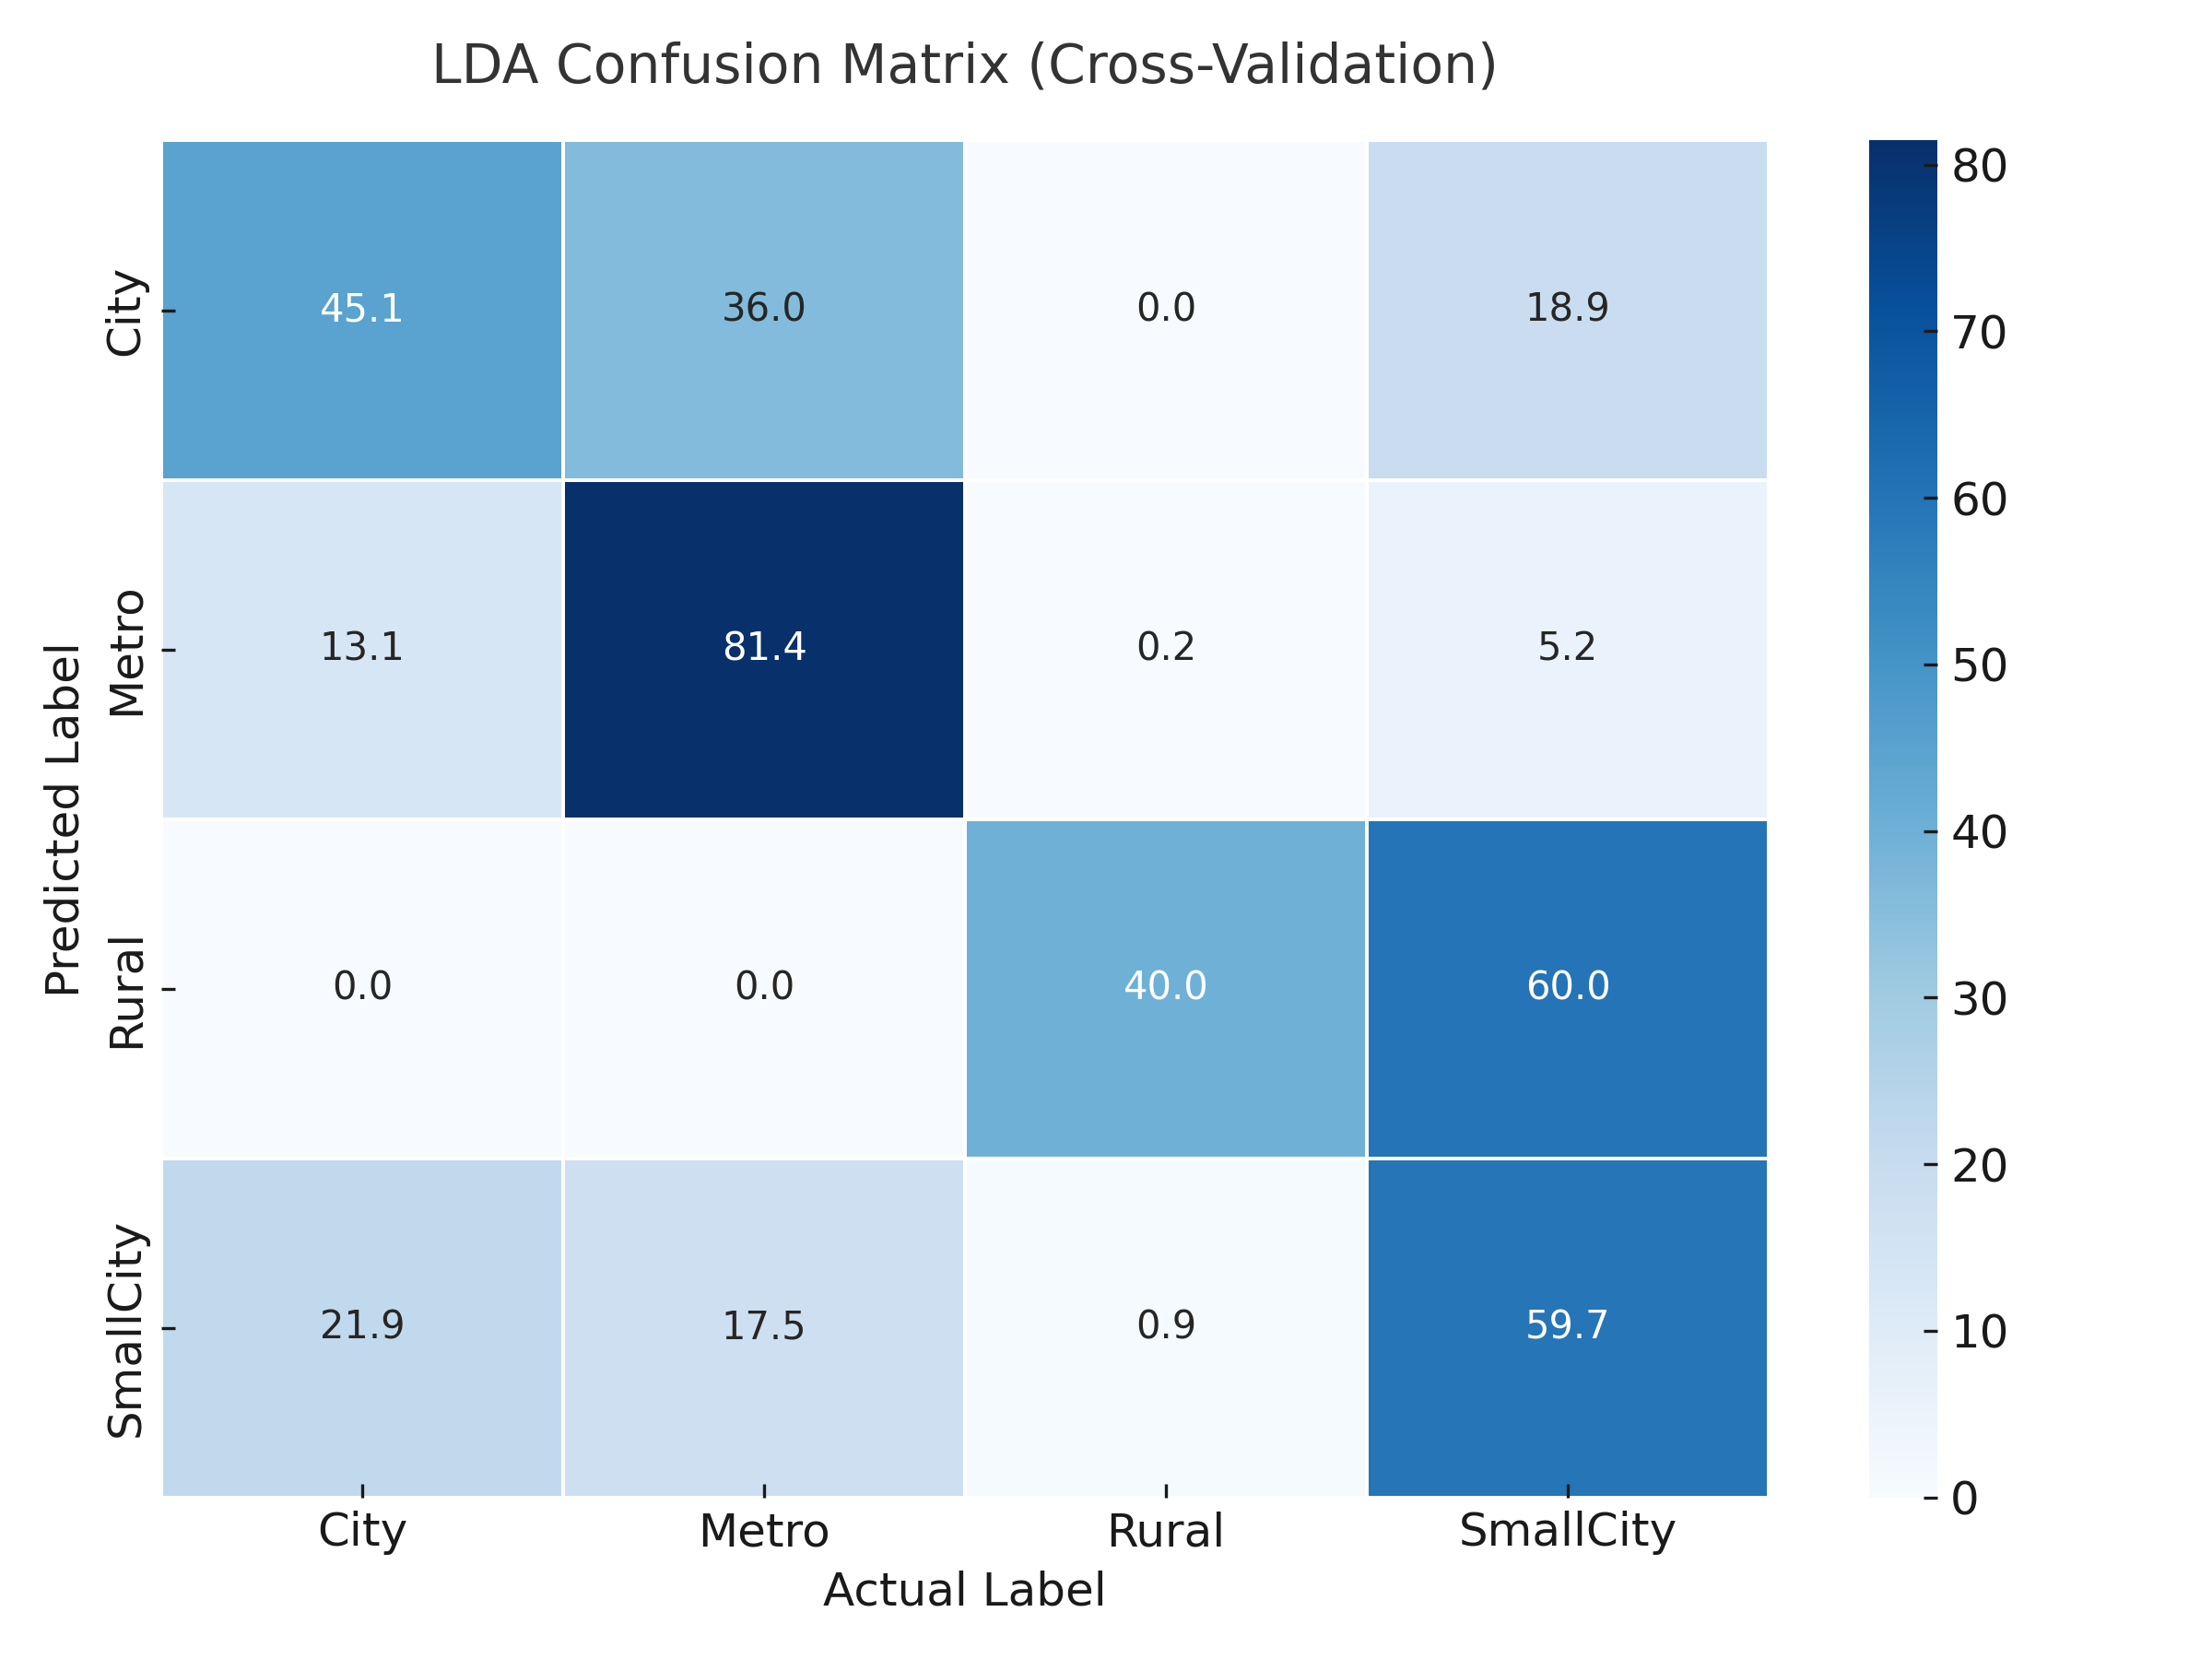 LDA Confusion Matrix (Cross-Validation)
Predicted Label
City
45.1 36.0 0.0 18.9
Metro
13.1 81.4 0.2 5.2
Rural
0.0 0.0 40.0 60.0
SmallCity
21.9 17.5 0.9 59.7
City Metro Rural SmallCity
Actual Label
80
70
60
50
40
30
20
10
0